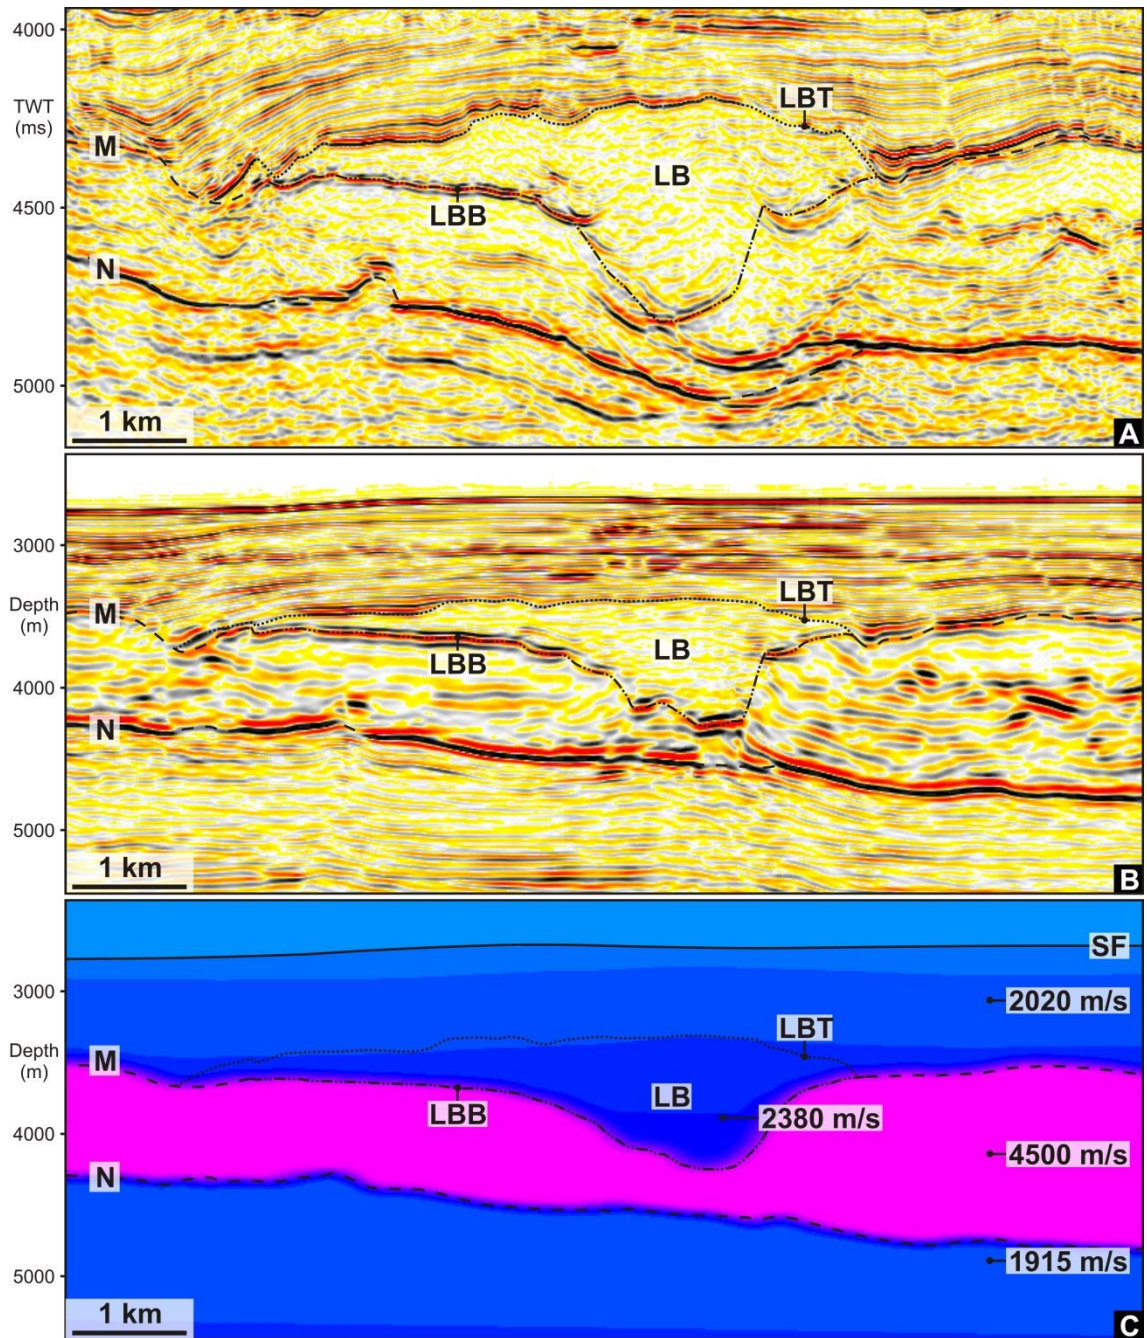 4000
TWT
(ms)
M
LBT
LB
4500
LBB
N
5000
1 km
A
3000
Depth
(m)
M
LBT
LB
LBB
4000
N
5000
1 km
B
SF
3000
2020 m/s
Depth
(m)
M
LBT
LB
LBB
2380 m/s
4000
4500 m/s
N
5000
1915 m/s
1 km
C